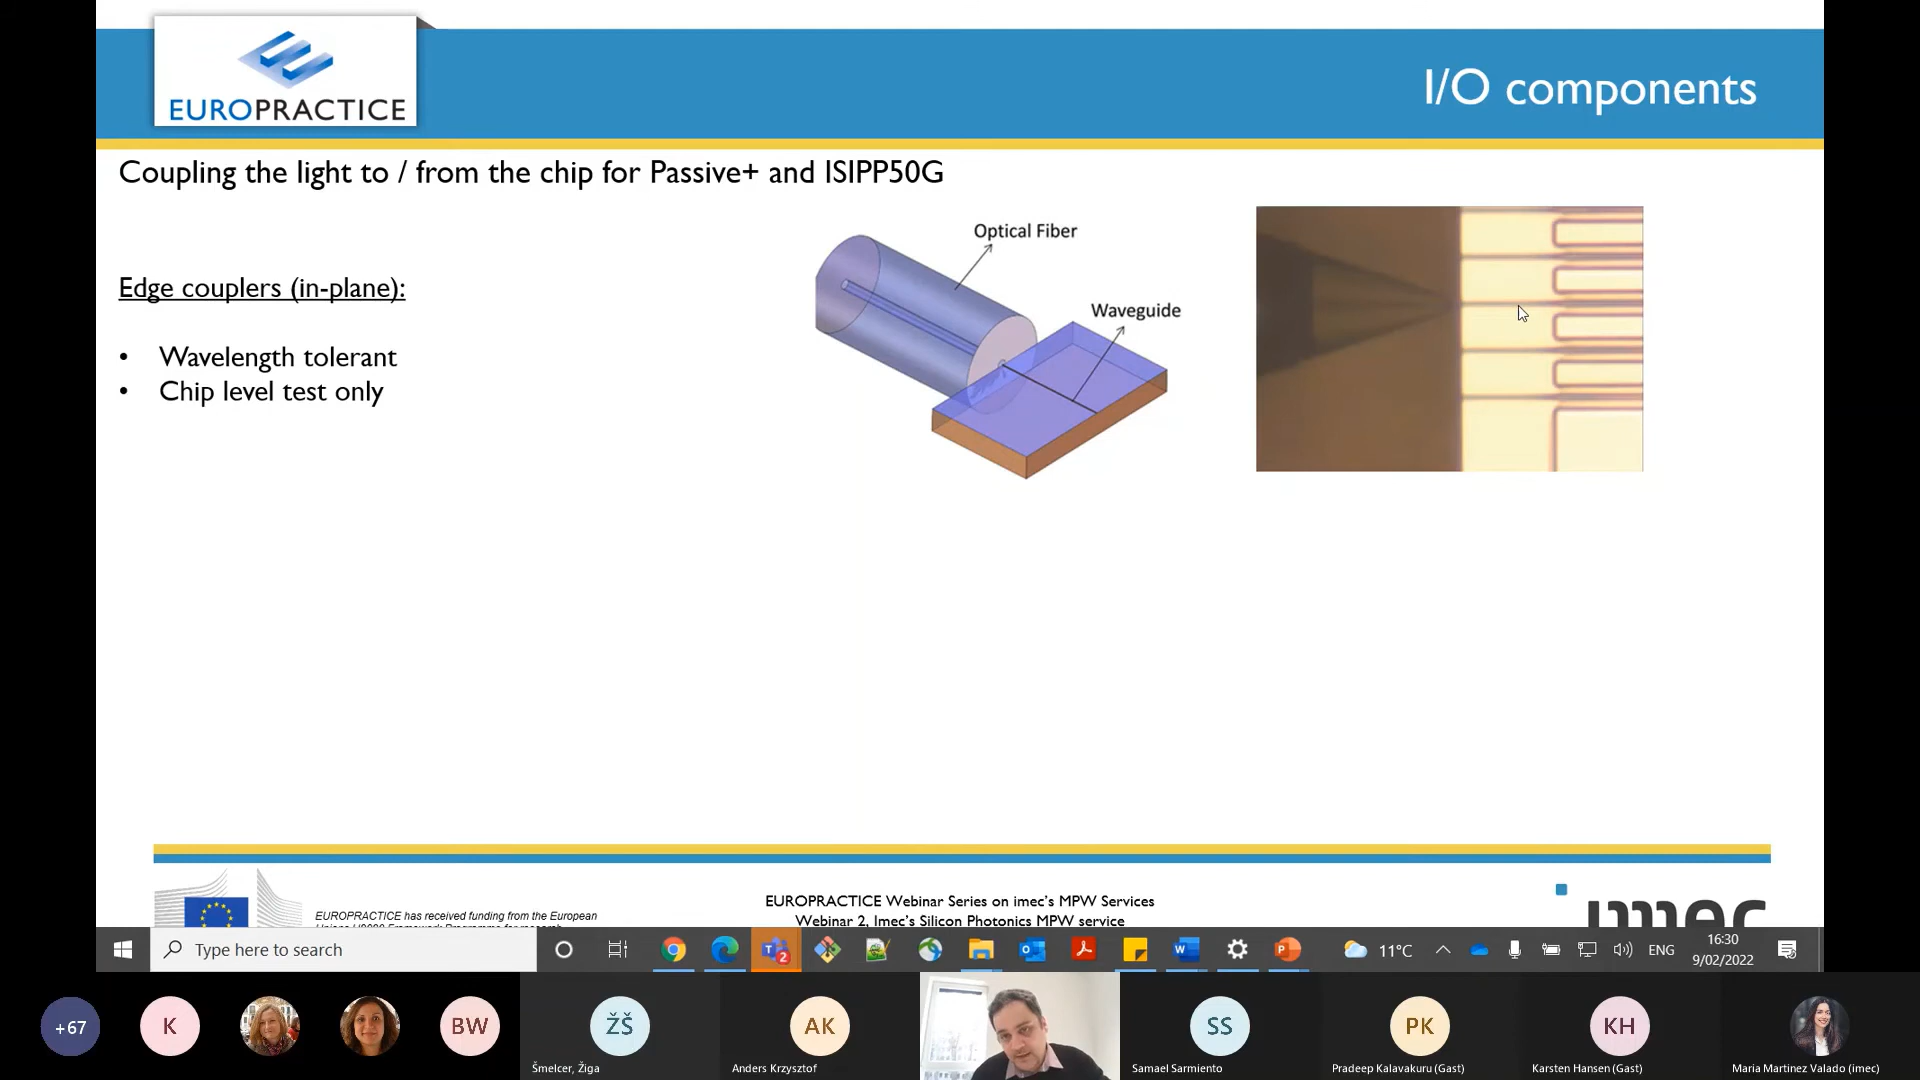 EUROPRACTICE
I/O components
Coupling the light to / from the chip for Passive+ and ISIPP50G
Optical Fiber
Waveguide
Edge couplers (in-plane):
• Wavelength tolerant
• Chip level test only
EUROPRACTICE has received funding from the European
EUROPRACTICE Webinar Series on imec's MPW Services
Webinar 2, Imec's Silicon Photonics MPW service
imec
Type here to search
2
11°C
ENG
16:30
9/02/2022
+67
K
BW
ŽŠ
AK
SS
PK
KH
Šmelcer, Žiga
Anders Krzysztof
Samael Sarmiento
Pradeep Kalavakuru (Gast)
Karsten Hansen (Gast)
Maria Martinez Valado (imec)